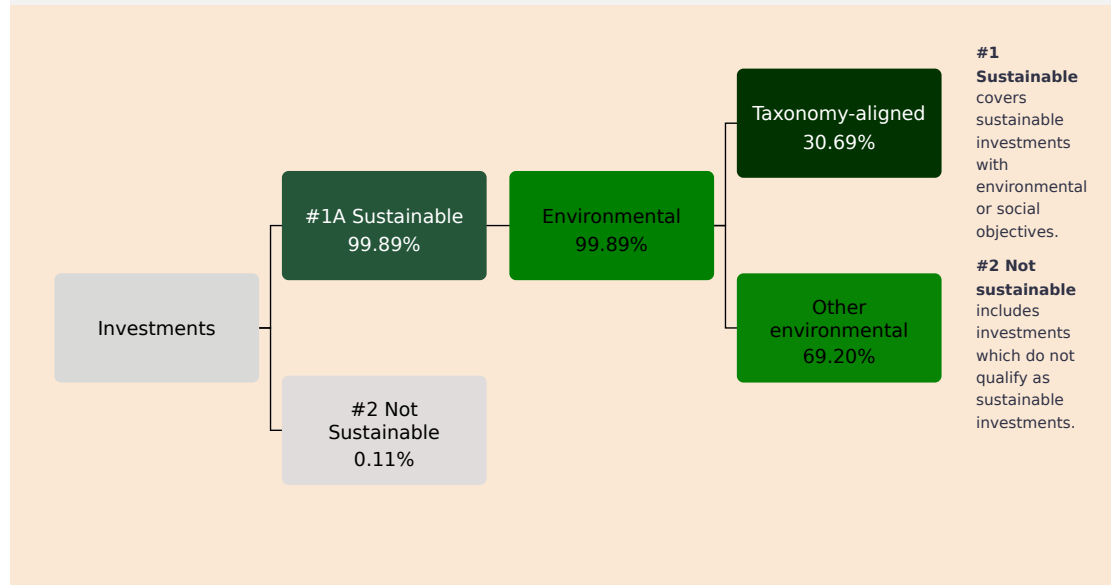 Investments
#1A Sustainable
99.89%
#2 Not
Sustainable
0.11%
Environmental
99.89%
Taxonomy-aligned
30.69%
Other
environmental
69.20%
#1
Sustainable
covers
sustainable
investments
with
environmental
or social
objectives.
#2 Not
sustainable
includes
investments
which do not
qualify as
sustainable
investments.